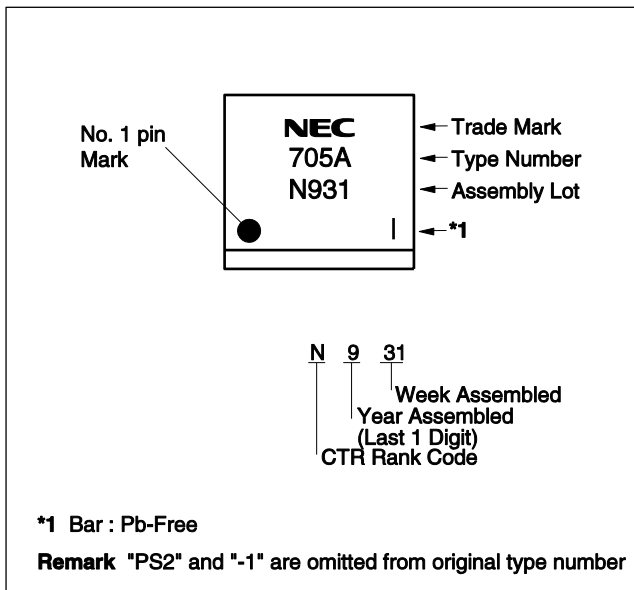 No. 1 pin
Mark
NEC
705A
N931
Trade Mark
Type Number
Assembly Lot
*1
N 9 31
Week Assembled
Year Assembled
(Last 1 Digit)
CTR Rank Code
*1 Bar : Pb-Free
Remark "PS2" and "-1" are omitted from original type number